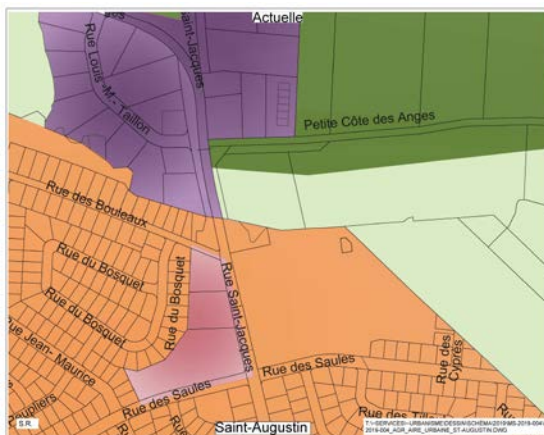 Actuelle
Rue Louis-M.-Taillon
Saint-Jacques
Petite Côte des Anges
Rue des Bouleaux
Rue du Bosquet
Rue du Bosquet
Rue du Bosquet
Rue Saint-Jacques
Rue Jean- Maurice
Rue des Saules
Rue des Cyprès
Rue des Saules
S.R.
Saint-Augustin